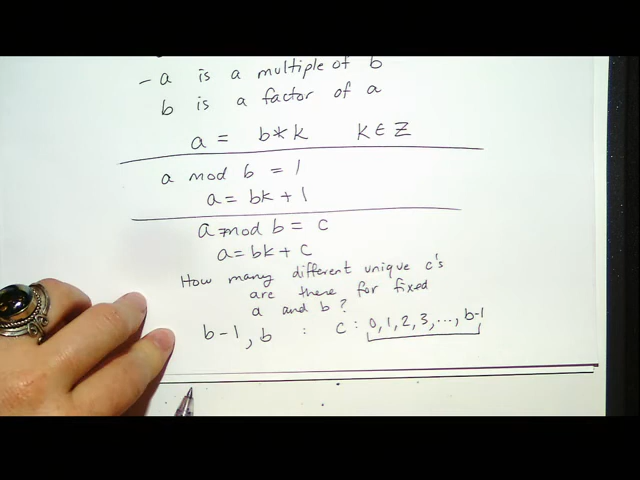 - a is a multiple of b
b is a factor of a
a = b * k k ∈ Z
a mod b = 1
a = bk + 1
a mod b = c
a = bk + c
How many different unique c's
are there for fixed
a and b?
b-1, b : c: 0, 1, 2, 3, ..., b-1